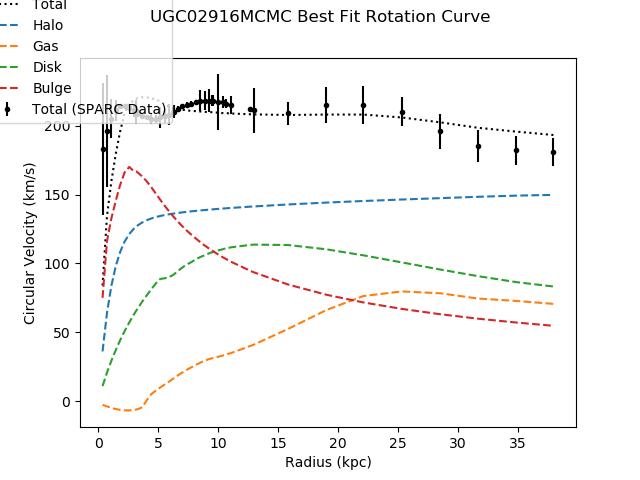 UGC02916MCMC Best Fit Rotation Curve
Total
Halo
Gas
Disk
Bulge
Total (SPARC Data)
200
150
100
50
0
Circular Velocity (km/s)
0 5 10 15 20 25 30 35
Radius (kpc)